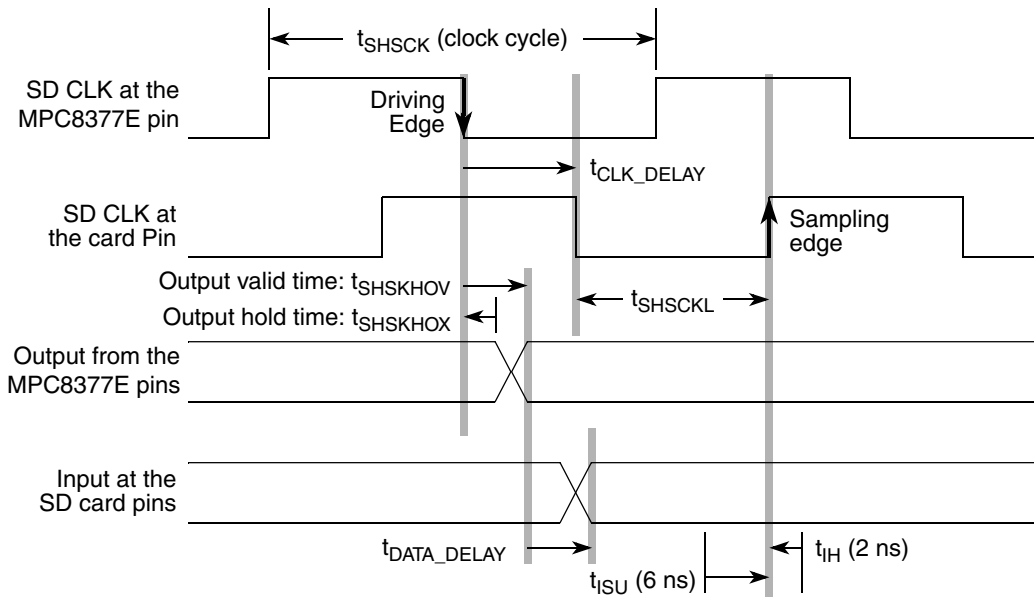 t_SHSCK (clock cycle)
SD CLK at the
MPC8377E pin
Driving
Edge
t_CLK_DELAY
SD CLK at
the card Pin
Sampling
edge
Output valid time: t_SHSKHOV
t_SHSCKL
Output hold time: t_SHSKHOX
Output from the
MPC8377E pins
Input at the
SD card pins
t_DATA_DELAY
t_IH (2 ns)
t_ISU (6 ns)